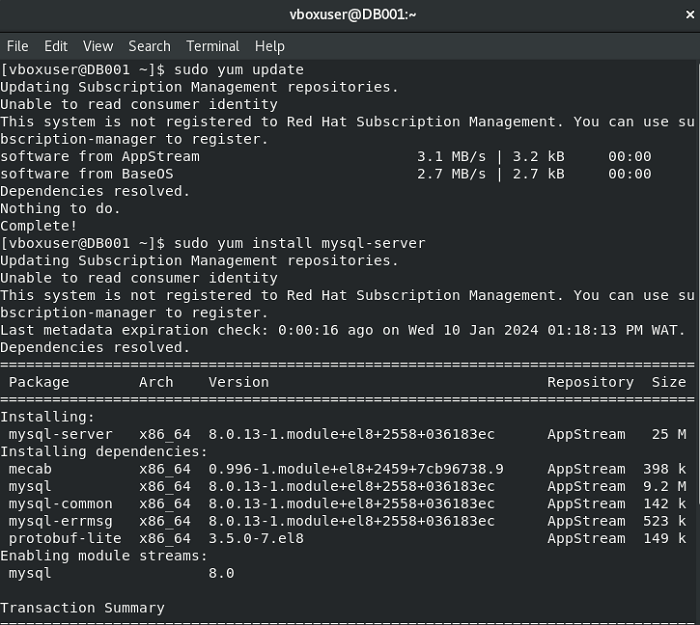 vboxuser@DB001:~ ×
File Edit View Search Terminal Help
[vboxuser@DB001 ~]$ sudo yum update
Updating Subscription Management repositories.
Unable to read consumer identity
This system is not registered to Red Hat Subscription Management. You can use su
bscription-manager to register.
software from AppStream                         3.1 MB/s | 3.2 kB     00:00
software from BaseOS                            2.7 MB/s | 2.7 kB     00:00
Dependencies resolved.
Nothing to do.
Complete!
[vboxuser@DB001 ~]$ sudo yum install mysql-server
Updating Subscription Management repositories.
Unable to read consumer identity
This system is not registered to Red Hat Subscription Management. You can use su
bscription-manager to register.
Last metadata expiration check: 0:00:16 ago on Wed 10 Jan 2024 01:18:13 PM WAT.
Dependencies resolved.
================================================================================
 Package        Arch    Version                                Repository  Size
================================================================================
Installing:
 mysql-server   x86_64  8.0.13-1.module+el8+2558+036183ec      AppStream   25 M
Installing dependencies:
 mecab          x86_64  0.996-1.module+el8+2459+7cb96738.9     AppStream  398 k
 mysql          x86_64  8.0.13-1.module+el8+2558+036183ec      AppStream  9.2 M
 mysql-common   x86_64  8.0.13-1.module+el8+2558+036183ec      AppStream  142 k
 mysql-errmsg   x86_64  8.0.13-1.module+el8+2558+036183ec      AppStream  523 k
 protobuf-lite  x86_64  3.5.0-7.el8                            AppStream  149 k
Enabling module streams:
 mysql                  8.0
Transaction Summary
================================================================================